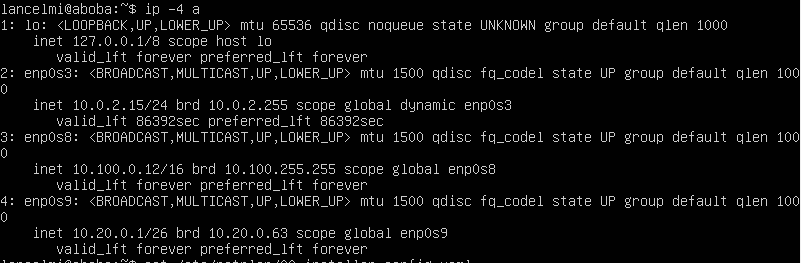 lancelmi@aboba:~$ ip -4 a
1: lo: <LOOPBACK,UP,LOWER_UP> mtu 65536 qdisc noqueue state UNKNOWN group default qlen 1000
    inet 127.0.0.1/8 scope host lo
       valid_lft forever preferred_lft forever
2: enp0s3: <BROADCAST,MULTICAST,UP,LOWER_UP> mtu 1500 qdisc fq_codel state UP group default qlen 100
0
    inet 10.0.2.15/24 brd 10.0.2.255 scope global dynamic enp0s3
       valid_lft 86392sec preferred_lft 86392sec
3: enp0s8: <BROADCAST,MULTICAST,UP,LOWER_UP> mtu 1500 qdisc fq_codel state UP group default qlen 100
0
    inet 10.100.0.12/16 brd 10.100.255.255 scope global enp0s8
       valid_lft forever preferred_lft forever
4: enp0s9: <BROADCAST,MULTICAST,UP,LOWER_UP> mtu 1500 qdisc fq_codel state UP group default qlen 100
0
    inet 10.20.0.1/26 brd 10.20.0.63 scope global enp0s9
       valid_lft forever preferred_lft forever
lancelmi@aboba:~$